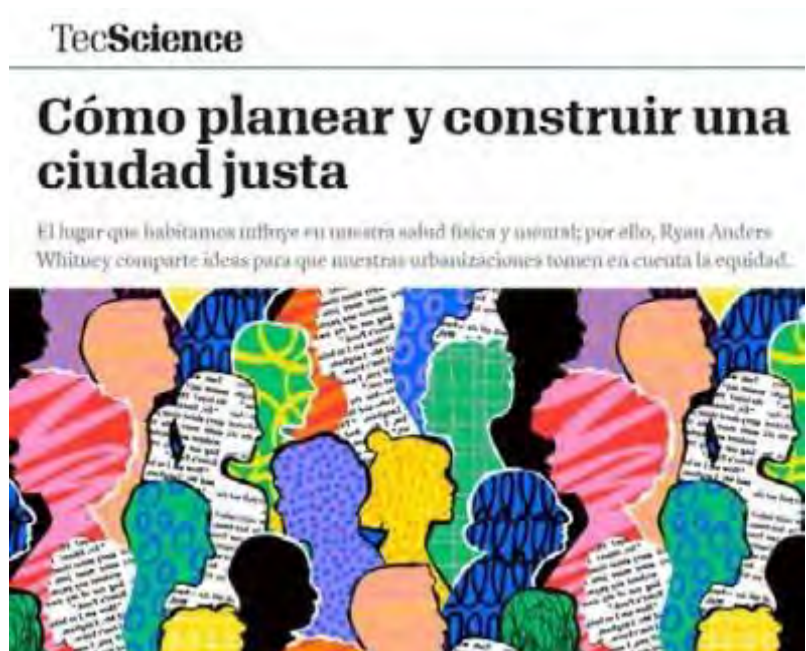 TecScience
Cómo planear y construir una
ciudad justa
El lugar que habitamos influye en nuestra salud física y mental; por ello, Ryan Anders
Whitney comparte ideas para que nuestras urbanizaciones tomen en cuenta la equidad.